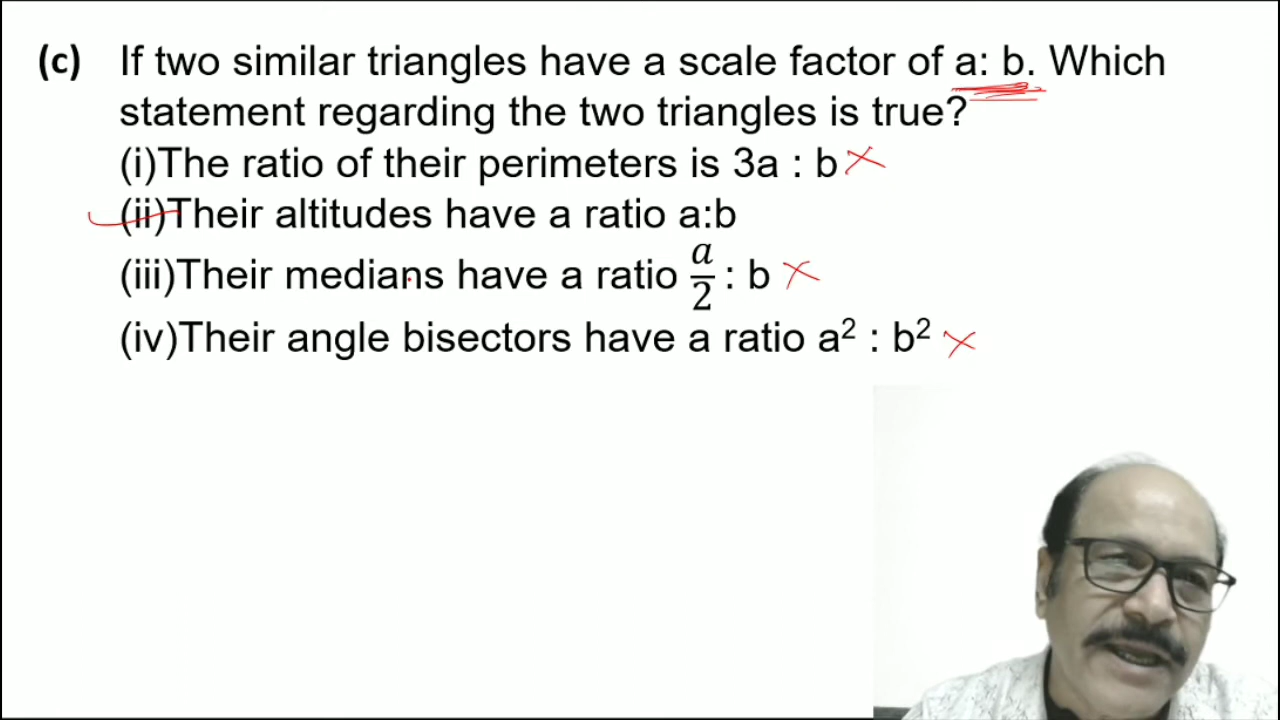 (c) If two similar triangles have a scale factor of a: b. Which
statement regarding the two triangles is true?
(i)The ratio of their perimeters is 3a : b
(ii)Their altitudes have a ratio a:b
(iii)Their medians have a ratio a/2 : b
(iv)Their angle bisectors have a ratio a² : b²